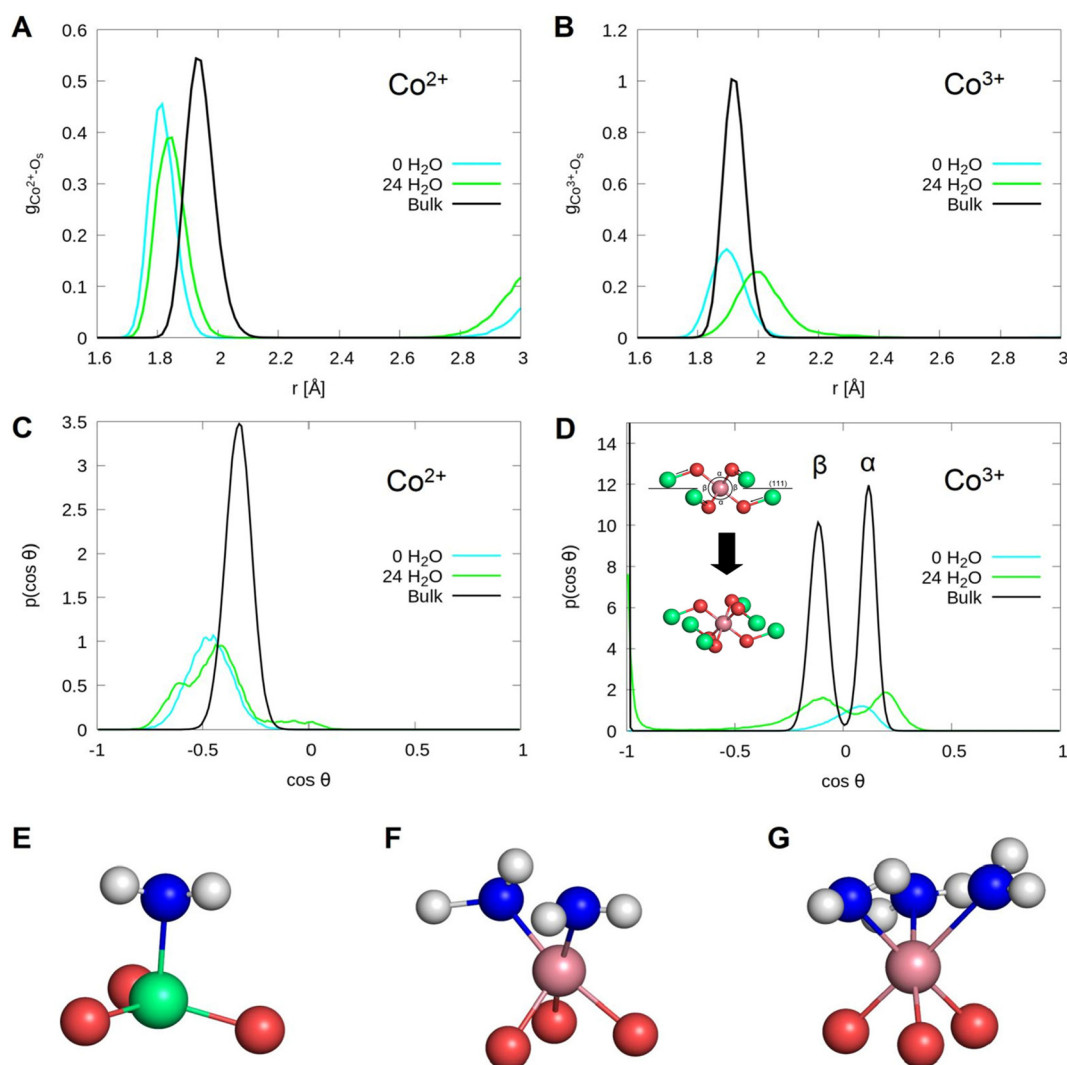 A
0.6
0.5
0.4
0.3
0.2
0.1
0
g Co²⁺-Oₛ
Co²⁺
0 H₂O
24 H₂O
Bulk
1.6 1.8 2 2.2 2.4 2.6 2.8 3
r [Å]
B
1.2
1
0.8
0.6
0.4
0.2
0
g Co³⁺-Oₛ
Co³⁺
0 H₂O
24 H₂O
Bulk
1.6 1.8 2 2.2 2.4 2.6 2.8 3
r [Å]
C
3.5
3
2.5
2
1.5
1
0.5
0
p(cos θ)
Co²⁺
0 H₂O
24 H₂O
Bulk
-1 -0.5 0 0.5 1
cos θ
D
14
12
10
8
6
4
2
0
p(cos θ)
β α
Co³⁺
α
β β
α
(111)
0 H₂O
24 H₂O
Bulk
-1 -0.5 0 0.5 1
cos θ
E
F
G